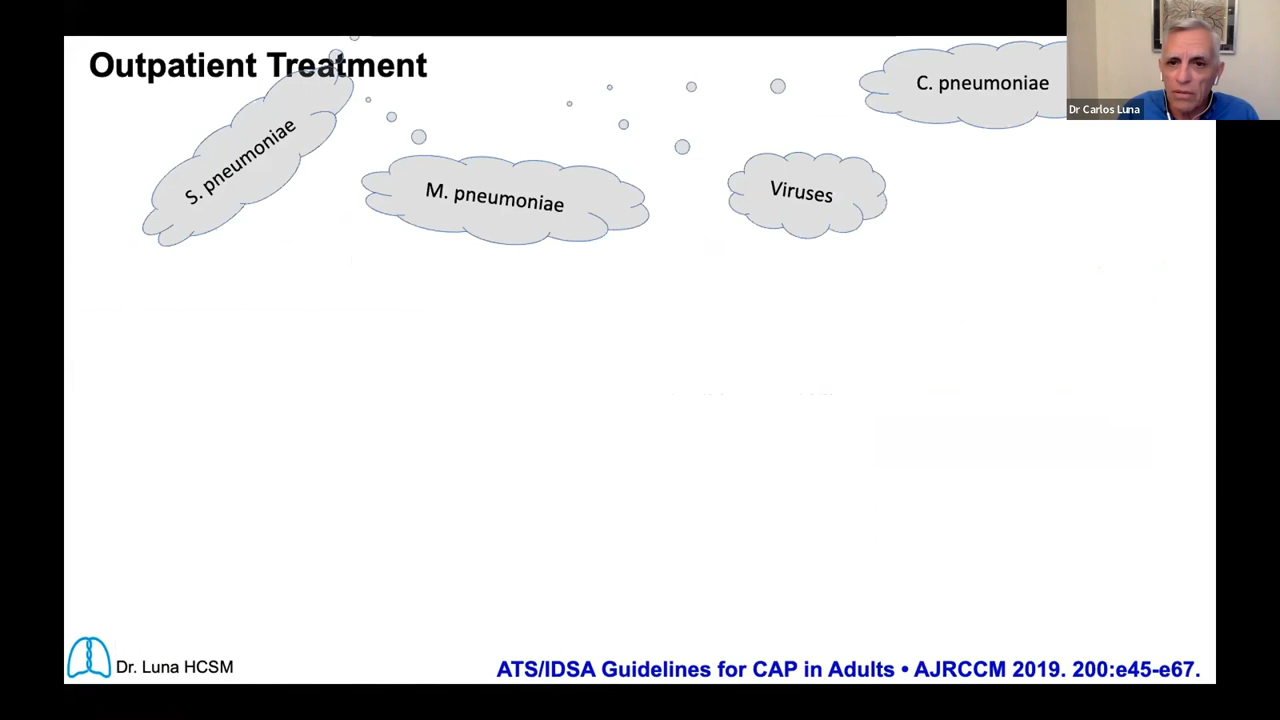 Outpatient Treatment
C. pneumoniae
Dr Carlos Luna
S. pneumoniae
M. pneumoniae
Viruses
Dr. Luna HCSM
ATS/IDSA Guidelines for CAP in Adults • AJRCCM 2019. 200:e45-e67.